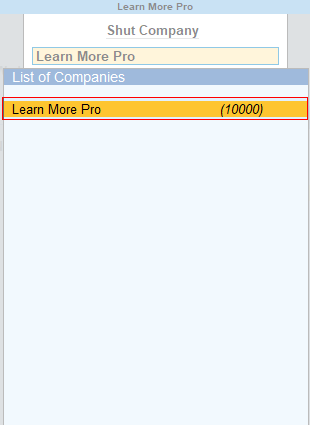 Learn More Pro
Shut Company
Learn More Pro
List of Companies
Learn More Pro (10000)